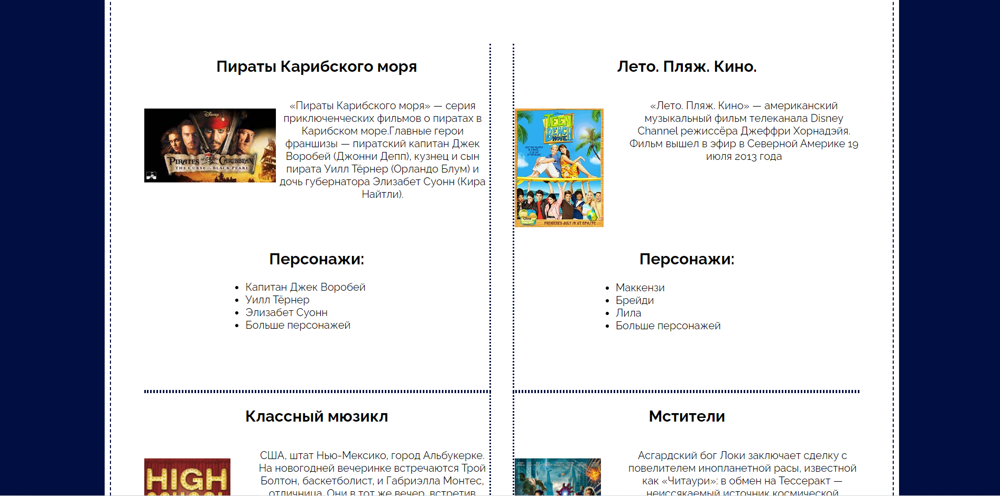 Пираты Карибского моря
Disney
PIRATES of the CARIBBEAN
THE CURSE OF THE BLACK PEARL
«Пираты Карибского моря» — серия
приключенческих фильмов о пиратах в
Карибском море.Главные герои
франшизы — пиратский капитан Джек
Воробей (Джонни Депп), кузнец и сын
пирата Уилл Тёрнер (Орландо Блум) и
дочь губернатора Элизабет Суонн (Кира
Найтли).
Персонажи:
Капитан Джек Воробей
Уилл Тёрнер
Элизабет Суонн
Больше персонажей
Лето. Пляж. Кино.
Disney
TEEN
BEACH
MOVIE
PREMIERES JULY 19 AT 8PM/7C
«Лето. Пляж. Кино» — американский
музыкальный фильм телеканала Disney
Channel режиссёра Джеффри Хорнадэйя.
Фильм вышел в эфир в Северной Америке 19
июля 2013 года
Персонажи:
Маккензи
Брейди
Лила
Больше персонажей
Классный мюзикл
HIGH
SCHOOL
США, штат Нью-Мексико, город Альбукерке.
На новогодней вечеринке встречаются Трой
Болтон, баскетболист, и Габриэлла Монтес,
отличница. Они в тот же вечер, встретив
Мстители
Асгардский бог Локи заключает сделку с
повелителем инопланетной расы, известной
как «Читаури»: в обмен на Тессеракт —
неиссякаемый источник космической